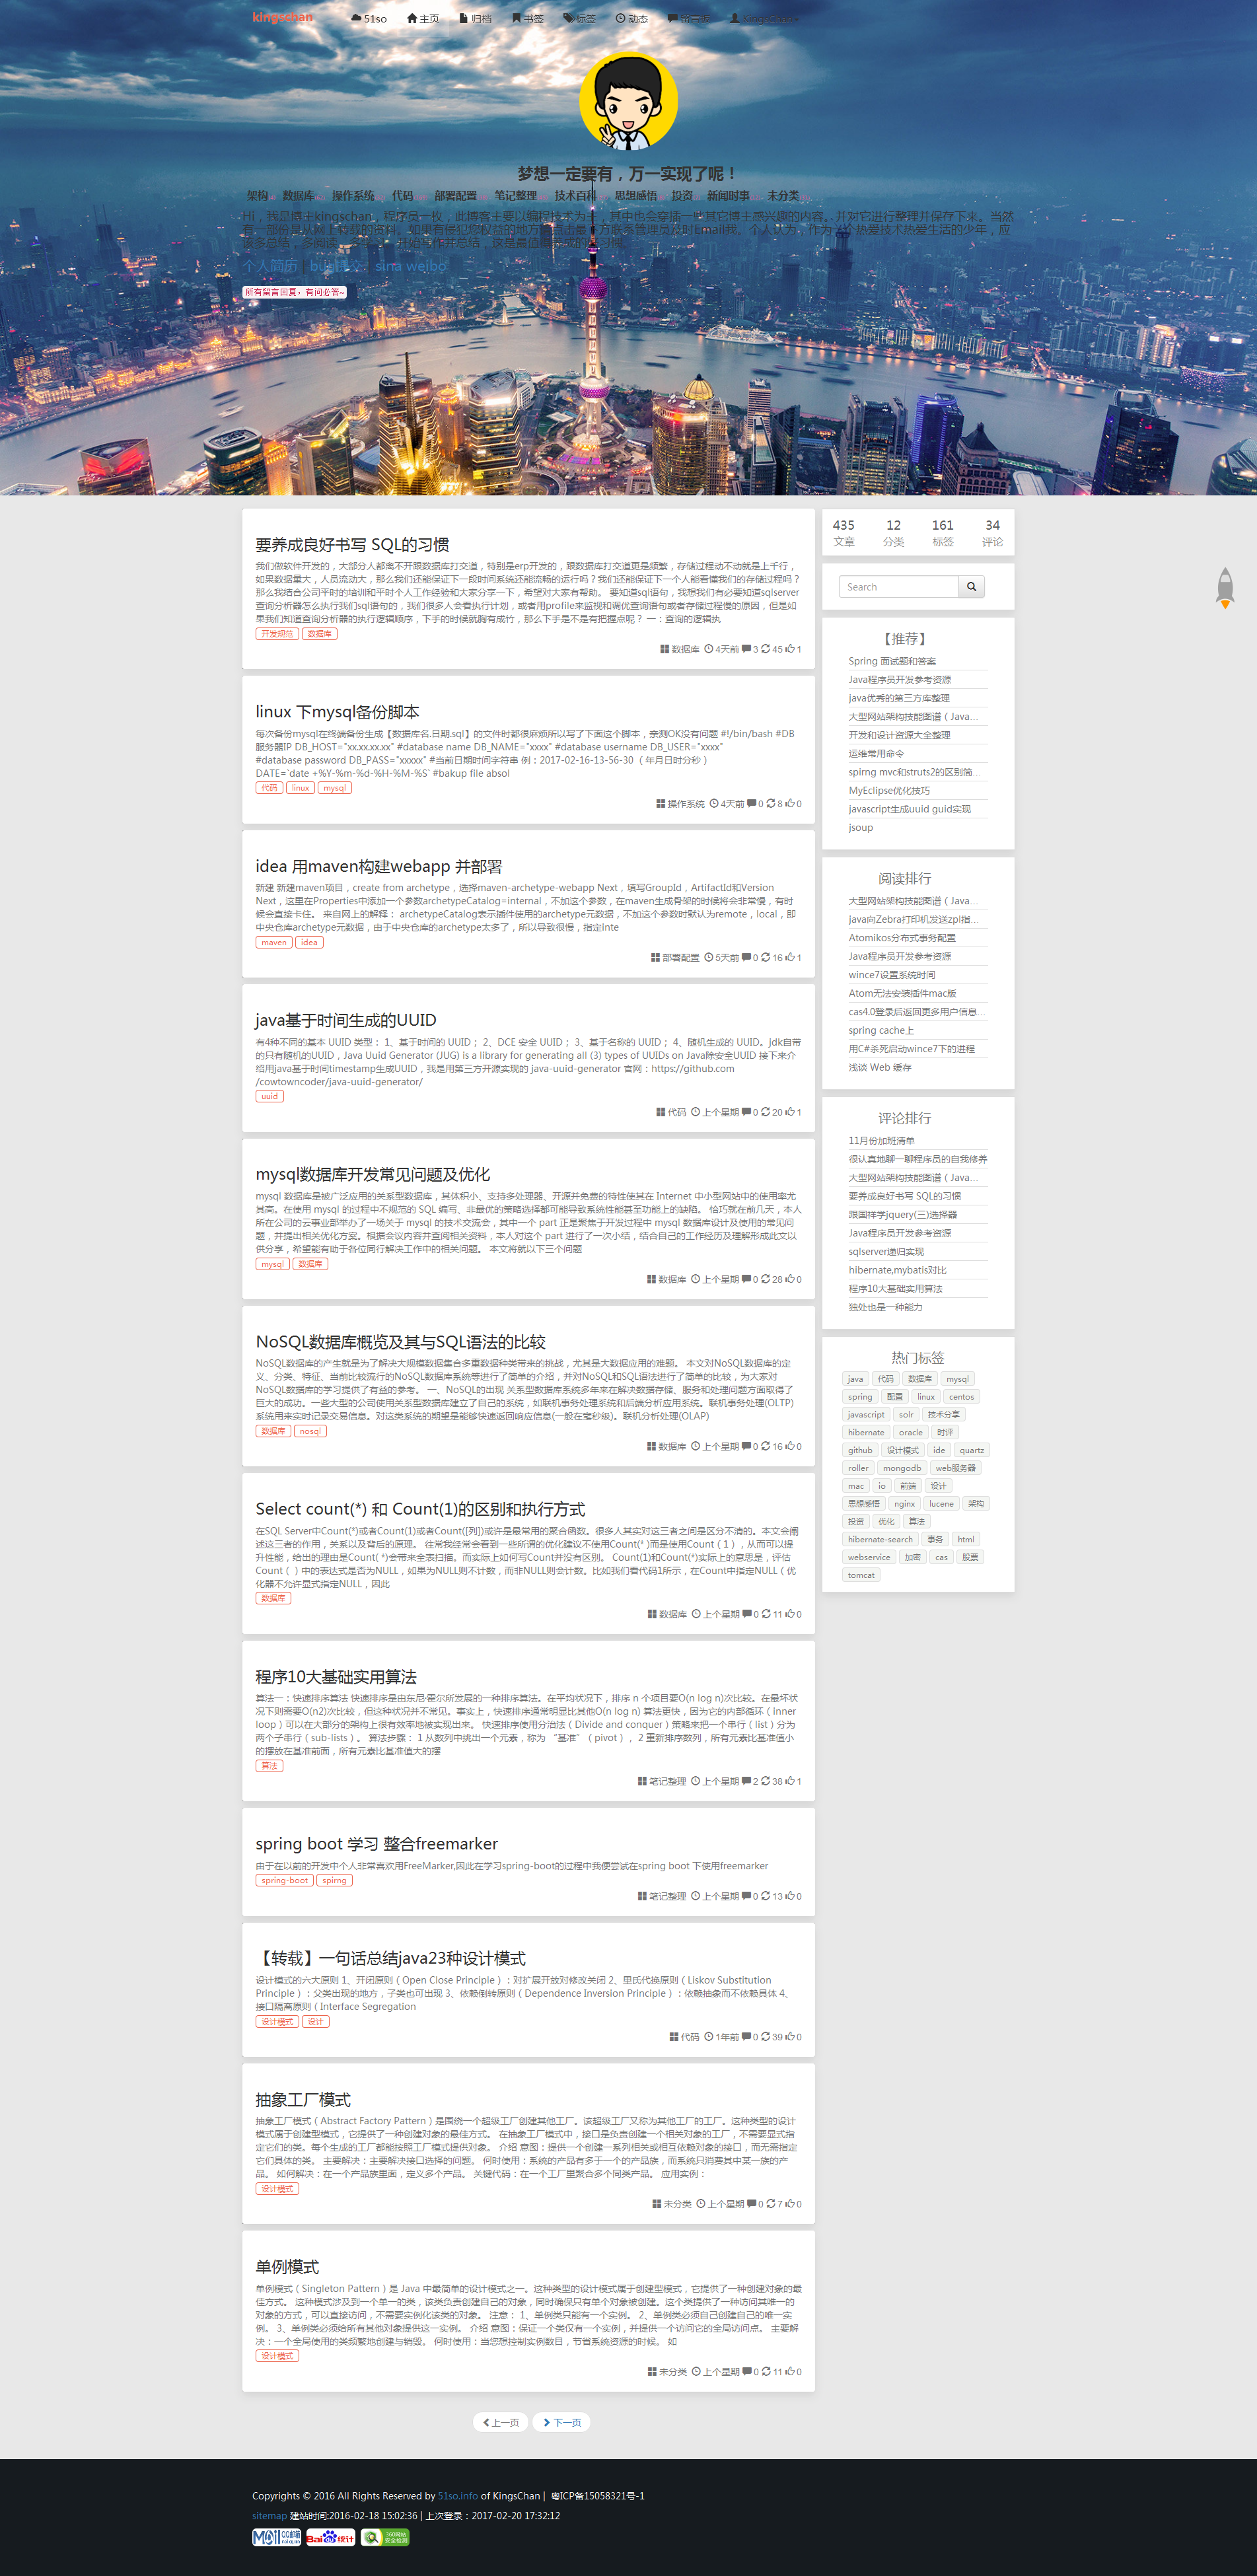 kingschan 51so 主页 归档 书签 标签 动态
梦想一定要有，万一实现了呢！
架构 数据库 操作系统 代码 部署配置 笔记整理 技术百科 思想感悟 投资 新闻时事 未分类
Hi，我是博主kingschan，程序员一枚，此博客主要以编程技术为主，其中也会穿插一些其它博主感兴趣的内容。并对它进行整理并保存下来。当然
个人简历 sina weibo
所有留言回复，有问必答~
要养成良好书写 SQL的习惯
我们做软件开发的，大部分人都离不开跟数据库打交道，特别是erp开发的，跟数据库打交道更是频繁，存储过程动不动就是上千行，
如果数据量大，人员流动大，那么我们还能保证下一段时间系统还能流畅的运行吗？我们还能保证下一个人能看懂我们的存储过程吗？
那么我结合公司平时的培训和平时个人工作经验和大家分享一下，希望对大家有帮助。 要知道sql语句，我想我们有必要知道sqlserver
查询分析器怎么执行我们sql语句的，我们很多人会看执行计划，或者用profile来监视和调优查询语句或者存储过程慢的原因，但是如
果我们知道查询分析器的执行逻辑顺序，下手的时候就胸有成竹，那么下手是不是有把握点呢？ 一：查询的逻辑执
开发规范 数据库
数据库 4天前 3 45 1
linux 下mysql备份脚本
每次备份mysql在终端备份生成【数据库名.日期.sql】的文件时都很麻烦所以写了下面这个脚本，亲测OK没有问题 #!/bin/bash #DB
服务器IP DB_HOST="xx.xx.xx.xx" #database name DB_NAME="xxxx" #database username DB_USER="xxxx"
#database password DB_PASS="xxxxx" #当前日期时间字符串 例：2017-02-16-13-56-30（ 年月日时分秒 ）
DATE=`date +%Y-%m-%d-%H-%M-%S` #bakup file absol
代码 linux mysql
操作系统 4天前 0 8 0
idea 用maven构建webapp 并部署
新建 新建maven项目，create from archetype，选择maven-archetype-webapp Next，填写GroupId，ArtifactId和Version
Next，这里在Properties中添加一个参数archetypeCatalog=internal，不加这个参数，在maven生成骨架的时候将会非常慢，有时
候会直接卡住。 来自网上的解释： archetypeCatalog表示插件使用的archetype元数据，不加这个参数时默认为remote，local，即
中央仓库archetype元数据，由于中央仓库的archetype太多了，所以导致很慢，指定inte
maven idea
部署配置 5天前 0 16 1
java基于时间生成的UUID
有4种不同的基本 UUID 类型： 1、基于时间的 UUID； 2、DCE 安全 UUID； 3、基于名称的 UUID； 4、随机生成的 UUID。jdk自带
的只有随机的UUID，Java Uuid Generator (JUG) is a library for generating all (3) types of UUIDs on Java除安全UUID 接下来介
绍用java基于时间timestamp生成UUID，我是用第三方开源实现的 java-uuid-generator 官网：https://github.com
/cowtowncoder/java-uuid-generator/
uuid
代码 上个星期 0 20 1
mysql数据库开发常见问题及优化
mysql 数据库是被广泛应用的关系型数据库，其体积小、支持多处理器、开源并免费的特性使其在 Internet 中小型网站中的使用率尤
其高。在使用 mysql 的过程中不规范的 SQL 编写、非最优的策略选择都可能导致系统性能甚至功能上的缺陷。 恰巧就在前几天，本人
所在公司的云事业部举办了一场关于 mysql 的技术交流会，其中一个 part 正是聚焦于开发过程中 mysql 数据库设计及使用的常见问
题，并提出相关优化方案。根据会议内容并查阅相关资料，本人对这个 part 进行了一次小结，结合自己的工作经历及理解形成此文以
供分享，希望能有助于各位同行解决工作中的相关问题。 本文将就以下三个问题
mysql 数据库
数据库 上个星期 0 28 0
NoSQL数据库概览及其与SQL语法的比较
NoSQL数据库的产生就是为了解决大规模数据集合多重数据种类带来的挑战，尤其是大数据应用的难题。 本文对NoSQL数据库的定
义、分类、特征、当前比较流行的NoSQL数据库系统等进行了简单的介绍，并对NoSQL和SQL语法进行了简单的比较，为大家对
NoSQL数据库的学习提供了有益的参考。 一、NoSQL的出现 关系型数据库系统多年来在解决数据存储、服务和处理问题方面取得了
巨大的成功。一些大型的公司使用关系型数据库建立了自己的系统，如联机事务处理系统和后端分析应用系统。联机事务处理(OLTP)
系统用来实时记录交易信息。对这类系统的期望是能够快速返回响应信息(一般在毫秒级)。联机分析处理(OLAP)
数据库 nosql
数据库 上个星期 0 16 0
Select count(*) 和 Count(1)的区别和执行方式
在SQL Server中Count(*)或者Count(1)或者Count([列])或许是最常用的聚合函数。很多人其实对这三者之间是区分不清的。本文会阐
述这三者的作用，关系以及背后的原理。 往常我经常会看到一些所谓的优化建议不使用Count(* )而是使用Count（1），从而可以提
升性能，给出的理由是Count( *)会带来全表扫描。而实际上如何写Count并没有区别。 Count(1)和Count(*)实际上的意思是，评估
Count（）中的表达式是否为NULL，如果为NULL则不计数，而非NULL则会计数。比如我们看代码1所示，在Count中指定NULL（优
化器不允许显式指定NULL，因此
数据库
数据库 上个星期 0 11 0
程序10大基础实用算法
算法一：快速排序算法 快速排序是由东尼·霍尔所发展的一种排序算法。在平均状况下，排序 n 个项目要Ο(n log n)次比较。在最坏状
况下则需要Ο(n2)次比较，但这种状况并不常见。事实上，快速排序通常明显比其他Ο(n log n) 算法更快，因为它的内部循环（inner
loop）可以在大部分的架构上很有效率地被实现出来。 快速排序使用分治法（Divide and conquer）策略来把一个串行（list）分为
两个子串行（sub-lists）。 算法步骤： 1 从数列中挑出一个元素，称为 “基准”（pivot）， 2 重新排序数列，所有元素比基准值小
的摆放在基准前面，所有元素比基准值大的摆
算法
笔记整理 上个星期 2 38 1
spring boot 学习 整合freemarker
由于在以前的开发中个人非常喜欢用FreeMarker,因此在学习spring-boot的过程中我便尝试在spring boot 下使用freemarker
spring-boot spirng
笔记整理 上个星期 0 13 0
【转载】一句话总结java23种设计模式
设计模式的六大原则 1、开闭原则（Open Close Principle）：对扩展开放对修改关闭 2、里氏代换原则（Liskov Substitution
Principle）：父类出现的地方，子类也可出现 3、依赖倒转原则（Dependence Inversion Principle）：依赖抽象而不依赖具体 4、
接口隔离原则（Interface Segregation
设计模式 设计
代码 1年前 0 39 0
抽象工厂模式
抽象工厂模式（Abstract Factory Pattern）是围绕一个超级工厂创建其他工厂。该超级工厂又称为其他工厂的工厂。这种类型的设计
模式属于创建型模式，它提供了一种创建对象的最佳方式。 在抽象工厂模式中，接口是负责创建一个相关对象的工厂，不需要显式指
定它们的类。每个生成的工厂都能按照工厂模式提供对象。 介绍 意图：提供一个创建一系列相关或相互依赖对象的接口，而无需指定
它们具体的类。 主要解决：主要解决接口选择的问题。 何时使用：系统的产品有多于一个的产品族，而系统只消费其中某一族的产
品。 如何解决：在一个产品族里面，定义多个产品。 关键代码：在一个工厂里聚合多个同类产品。 应用实例：
设计模式
未分类 上个星期 0 7 0
单例模式
单例模式（Singleton Pattern）是 Java 中最简单的设计模式之一。这种类型的设计模式属于创建型模式，它提供了一种创建对象的最
佳方式。 这种模式涉及到一个单一的类，该类负责创建自己的对象，同时确保只有单个对象被创建。这个类提供了一种访问其唯一的
对象的方式，可以直接访问，不需要实例化该类的对象。 注意： 1、单例类只能有一个实例。 2、单例类必须自己创建自己的唯一实
例。 3、单例类必须给所有其他对象提供这一实例。 介绍 意图：保证一个类仅有一个实例，并提供一个访问它的全局访问点。 主要解
决：一个全局使用的类频繁地创建与销毁。 何时使用：当您想控制实例数目，节省系统资源的时候。 如
设计模式
未分类 上个星期 0 11 0
上一页 下一页
435 12 161 34
文章 分类 标签 评论
Search
【推荐】
Spring 面试题和答案
Java程序员开发参考资源
java优秀的第三方库整理
大型网站架构技能图谱（Java...
开发和设计资源大全整理
运维常用命令
spirng mvc和struts2的区别简...
MyEclipse优化技巧
javascript生成uuid guid实现
jsoup
阅读排行
大型网站架构技能图谱（Java...
java向Zebra打印机发送zpl指...
Atomikos分布式事务配置
Java程序员开发参考资源
wince7设置系统时间
Atom无法安装插件mac版
cas4.0登录后返回更多用户信息...
spring cache上
用C#杀死启动wince7下的进程
浅谈 Web 缓存
评论排行
11月份加班清单
很认真地聊一聊程序员的自我修养
大型网站架构技能图谱（Java...
要养成良好书写 SQL的习惯
跟国祥学jquery(三)选择器
Java程序员开发参考资源
sqlserver递归实现
hibernate,mybatis对比
程序10大基础实用算法
独处也是一种能力
热门标签
java 代码 数据库 mysql
spring 配置 linux centos
javascript solr 技术分享
hibernate oracle 时评
github 设计模式 ide quartz
roller mongodb web服务器
mac io 前端 设计
思想感悟 nginx lucene 架构
投资 优化 算法
hibernate-search 事务 html
webservice 加密 cas 股票
tomcat
Copyrights © 2016 All Rights Reserved by 51so.info of KingsChan | 粤ICP备15058321号-1
sitemap 建站时间:2016-02-18 15:02:36 | 上次登录：2017-02-20 17:32:12
Mail QQ邮箱 Bai 统计 360网站安全检测